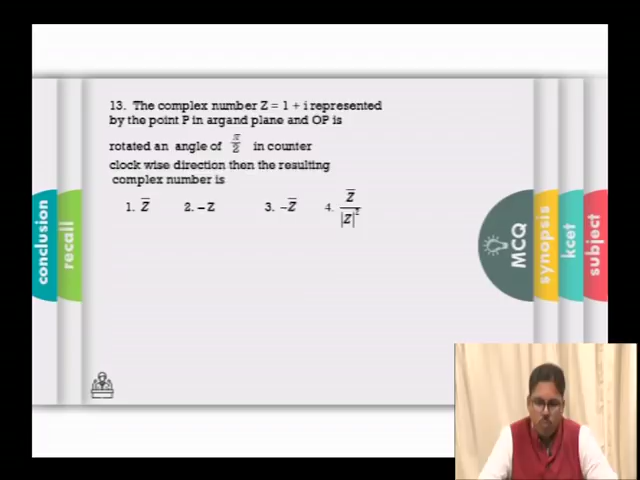 13. The complex number Z = 1 + i represented
by the point P in argand plane and OP is
rotated an angle of π/2 in counter
clock wise direction then the resulting
complex number is
1. Z̅ 2. – Z 3. –Z̅ 4. Z̅/|Z|²
conclusion
recall
MCQ
synopsis
kcet
subject